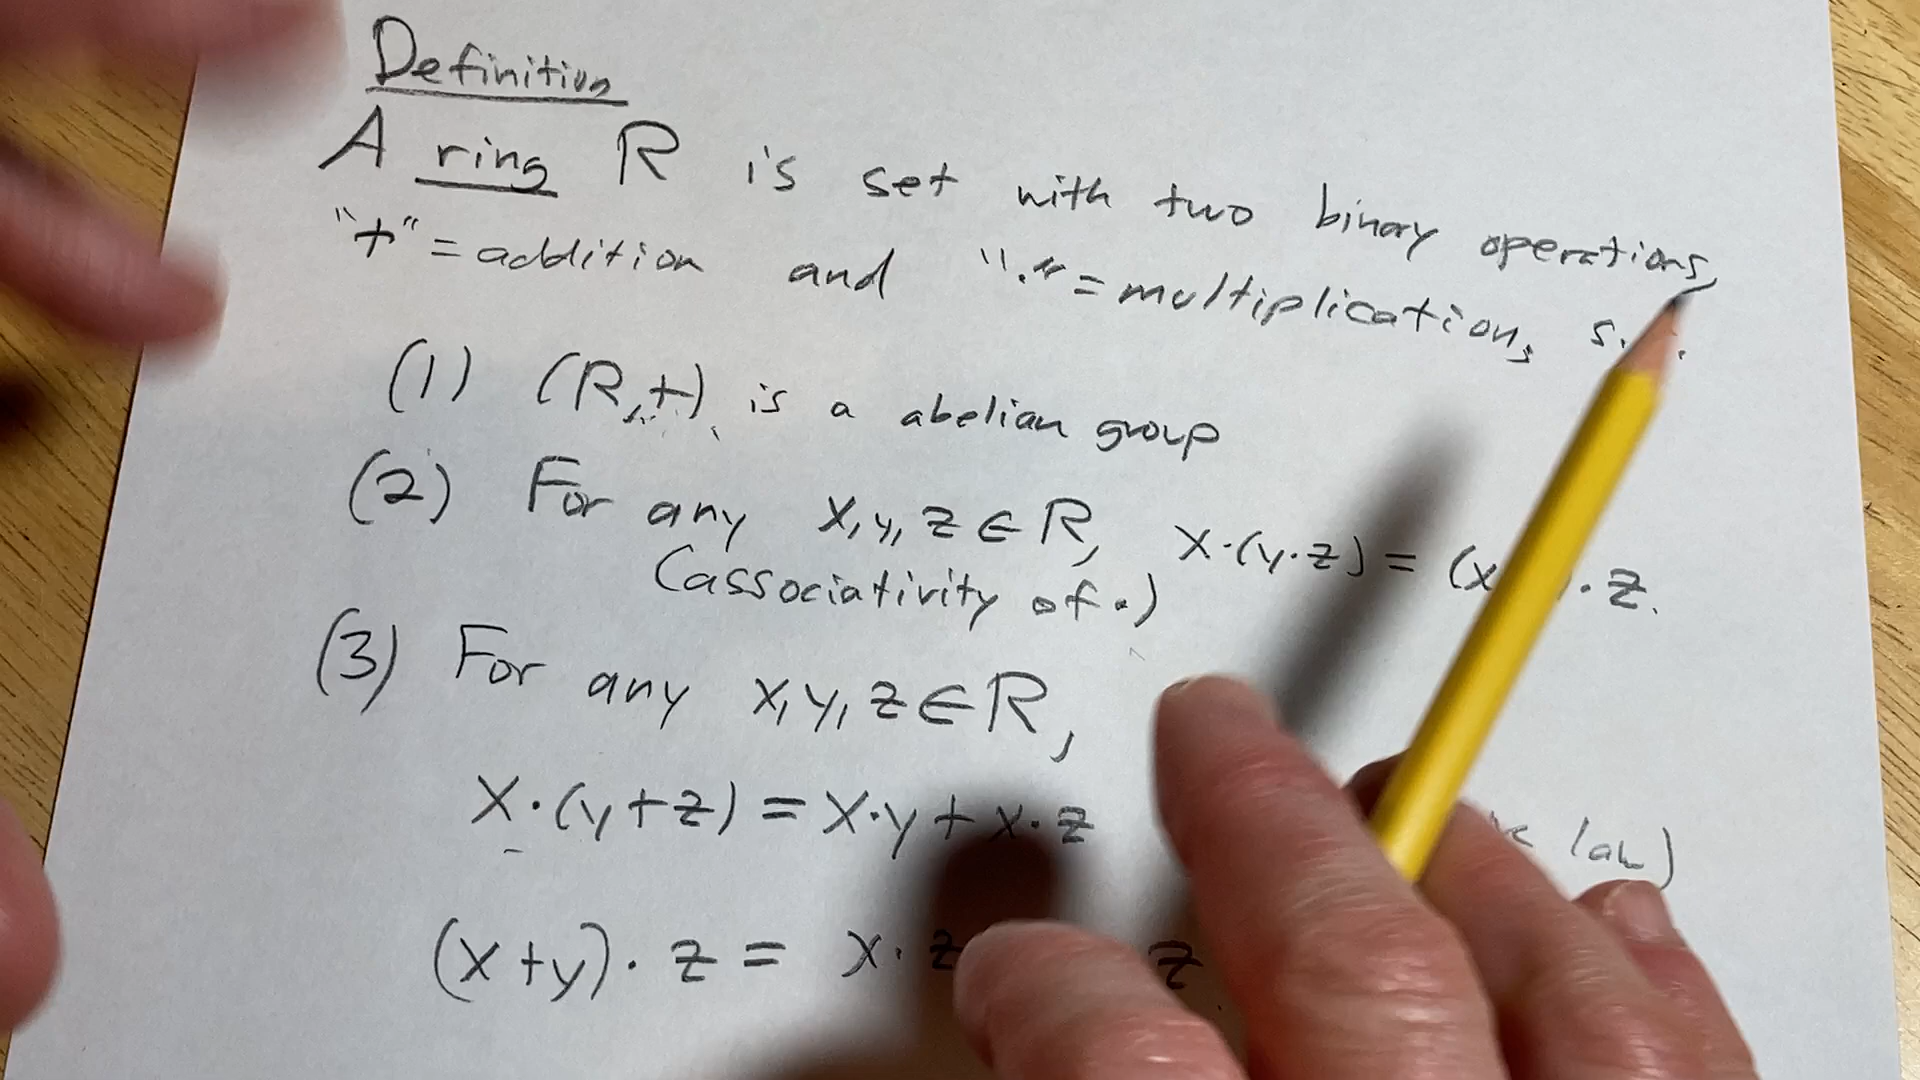 Definition
A ring R is set with two binary operations,
"+" = addition and "·" = multiplication,
(1) (R,+) is a abelian group
(2) For any x,y,z ∈ R, x·(y·z) = (x ·z.
(associativity of ·)
(3) For any x,y,z ∈ R,
x·(y+z) = x·y + x·z law)
(x+y)·z = x·z z